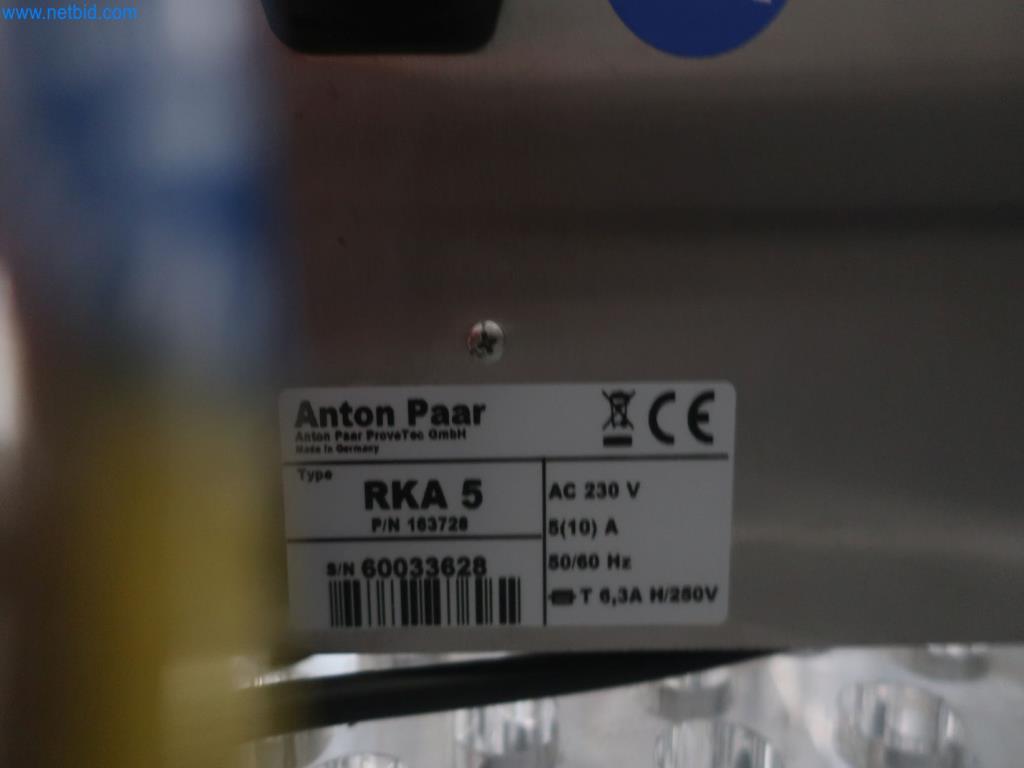 www.netbid.com
Anton Paar
Anton Paar ProveTec GmbH
Made in Germany
CE
Type
RKA 5
P/N 163728
S/N 60033628
AC 230 V
5(10) A
50/60 Hz
T 6,3A H/250V